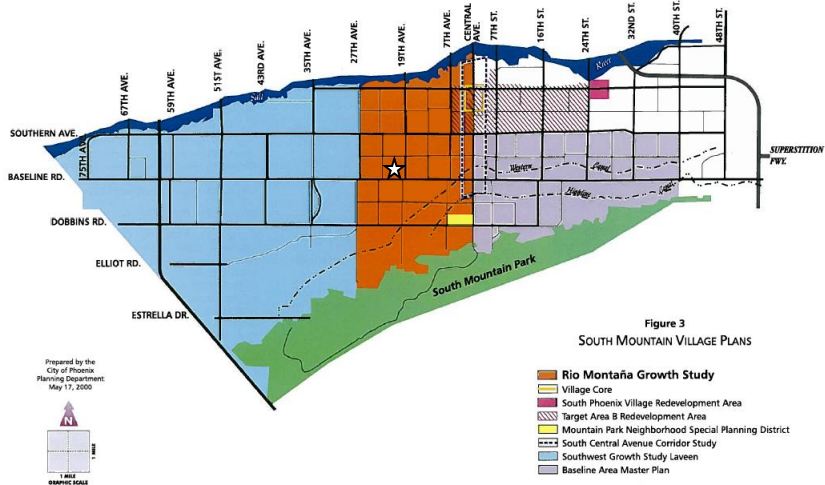 67TH AVE.
59TH AVE.
51ST AVE.
43RD AVE.
35TH AVE.
27TH AVE.
19TH AVE.
7TH AVE.
CENTRAL AVE.
7TH ST.
16TH ST.
24TH ST.
32ND ST.
40TH ST.
48TH ST.
River
Salt
SOUTHERN AVE.
75TH AVE.
BASELINE RD.
SUPERSTITION
FWY.
Western Canal
Highline Canal
DOBBINS RD.
ELLIOT RD.
South Mountain Park
ESTRELLA DR.
Figure 3
SOUTH MOUNTAIN VILLAGE PLANS
Prepared by the
City of Phoenix
Planning Department
May 17, 2000
N
1 MILE
1 MILE
GRAPHIC SCALE
Rio Montaña Growth Study
Village Core
South Phoenix Village Redevelopment Area
Target Area B Redevelopment Area
Mountain Park Neighborhood Special Planning District
South Central Avenue Corridor Study
Southwest Growth Study Laveen
Baseline Area Master Plan